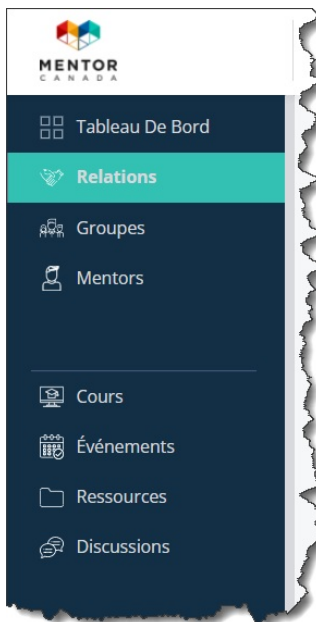 MENTOR
CANADA
Tableau De Bord
Relations
Groupes
Mentors
Cours
Événements
Ressources
Discussions